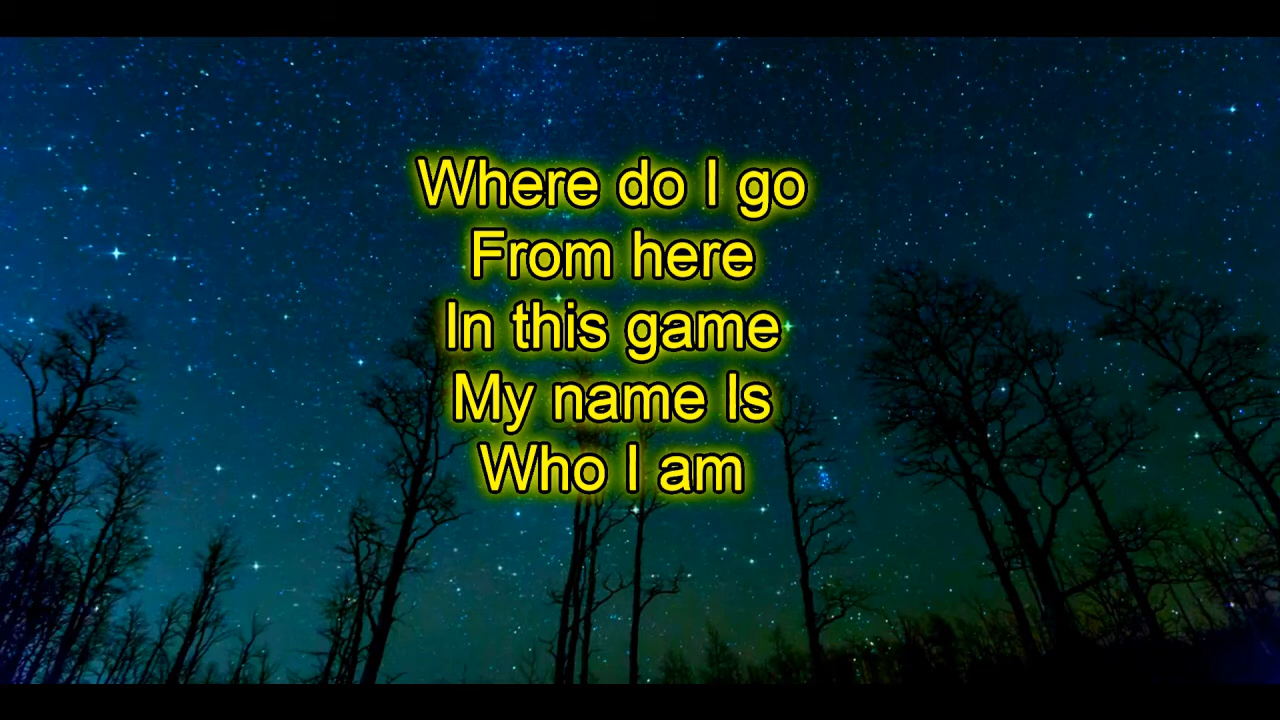 Where do I go
From here
In this game
My name Is
Who I am